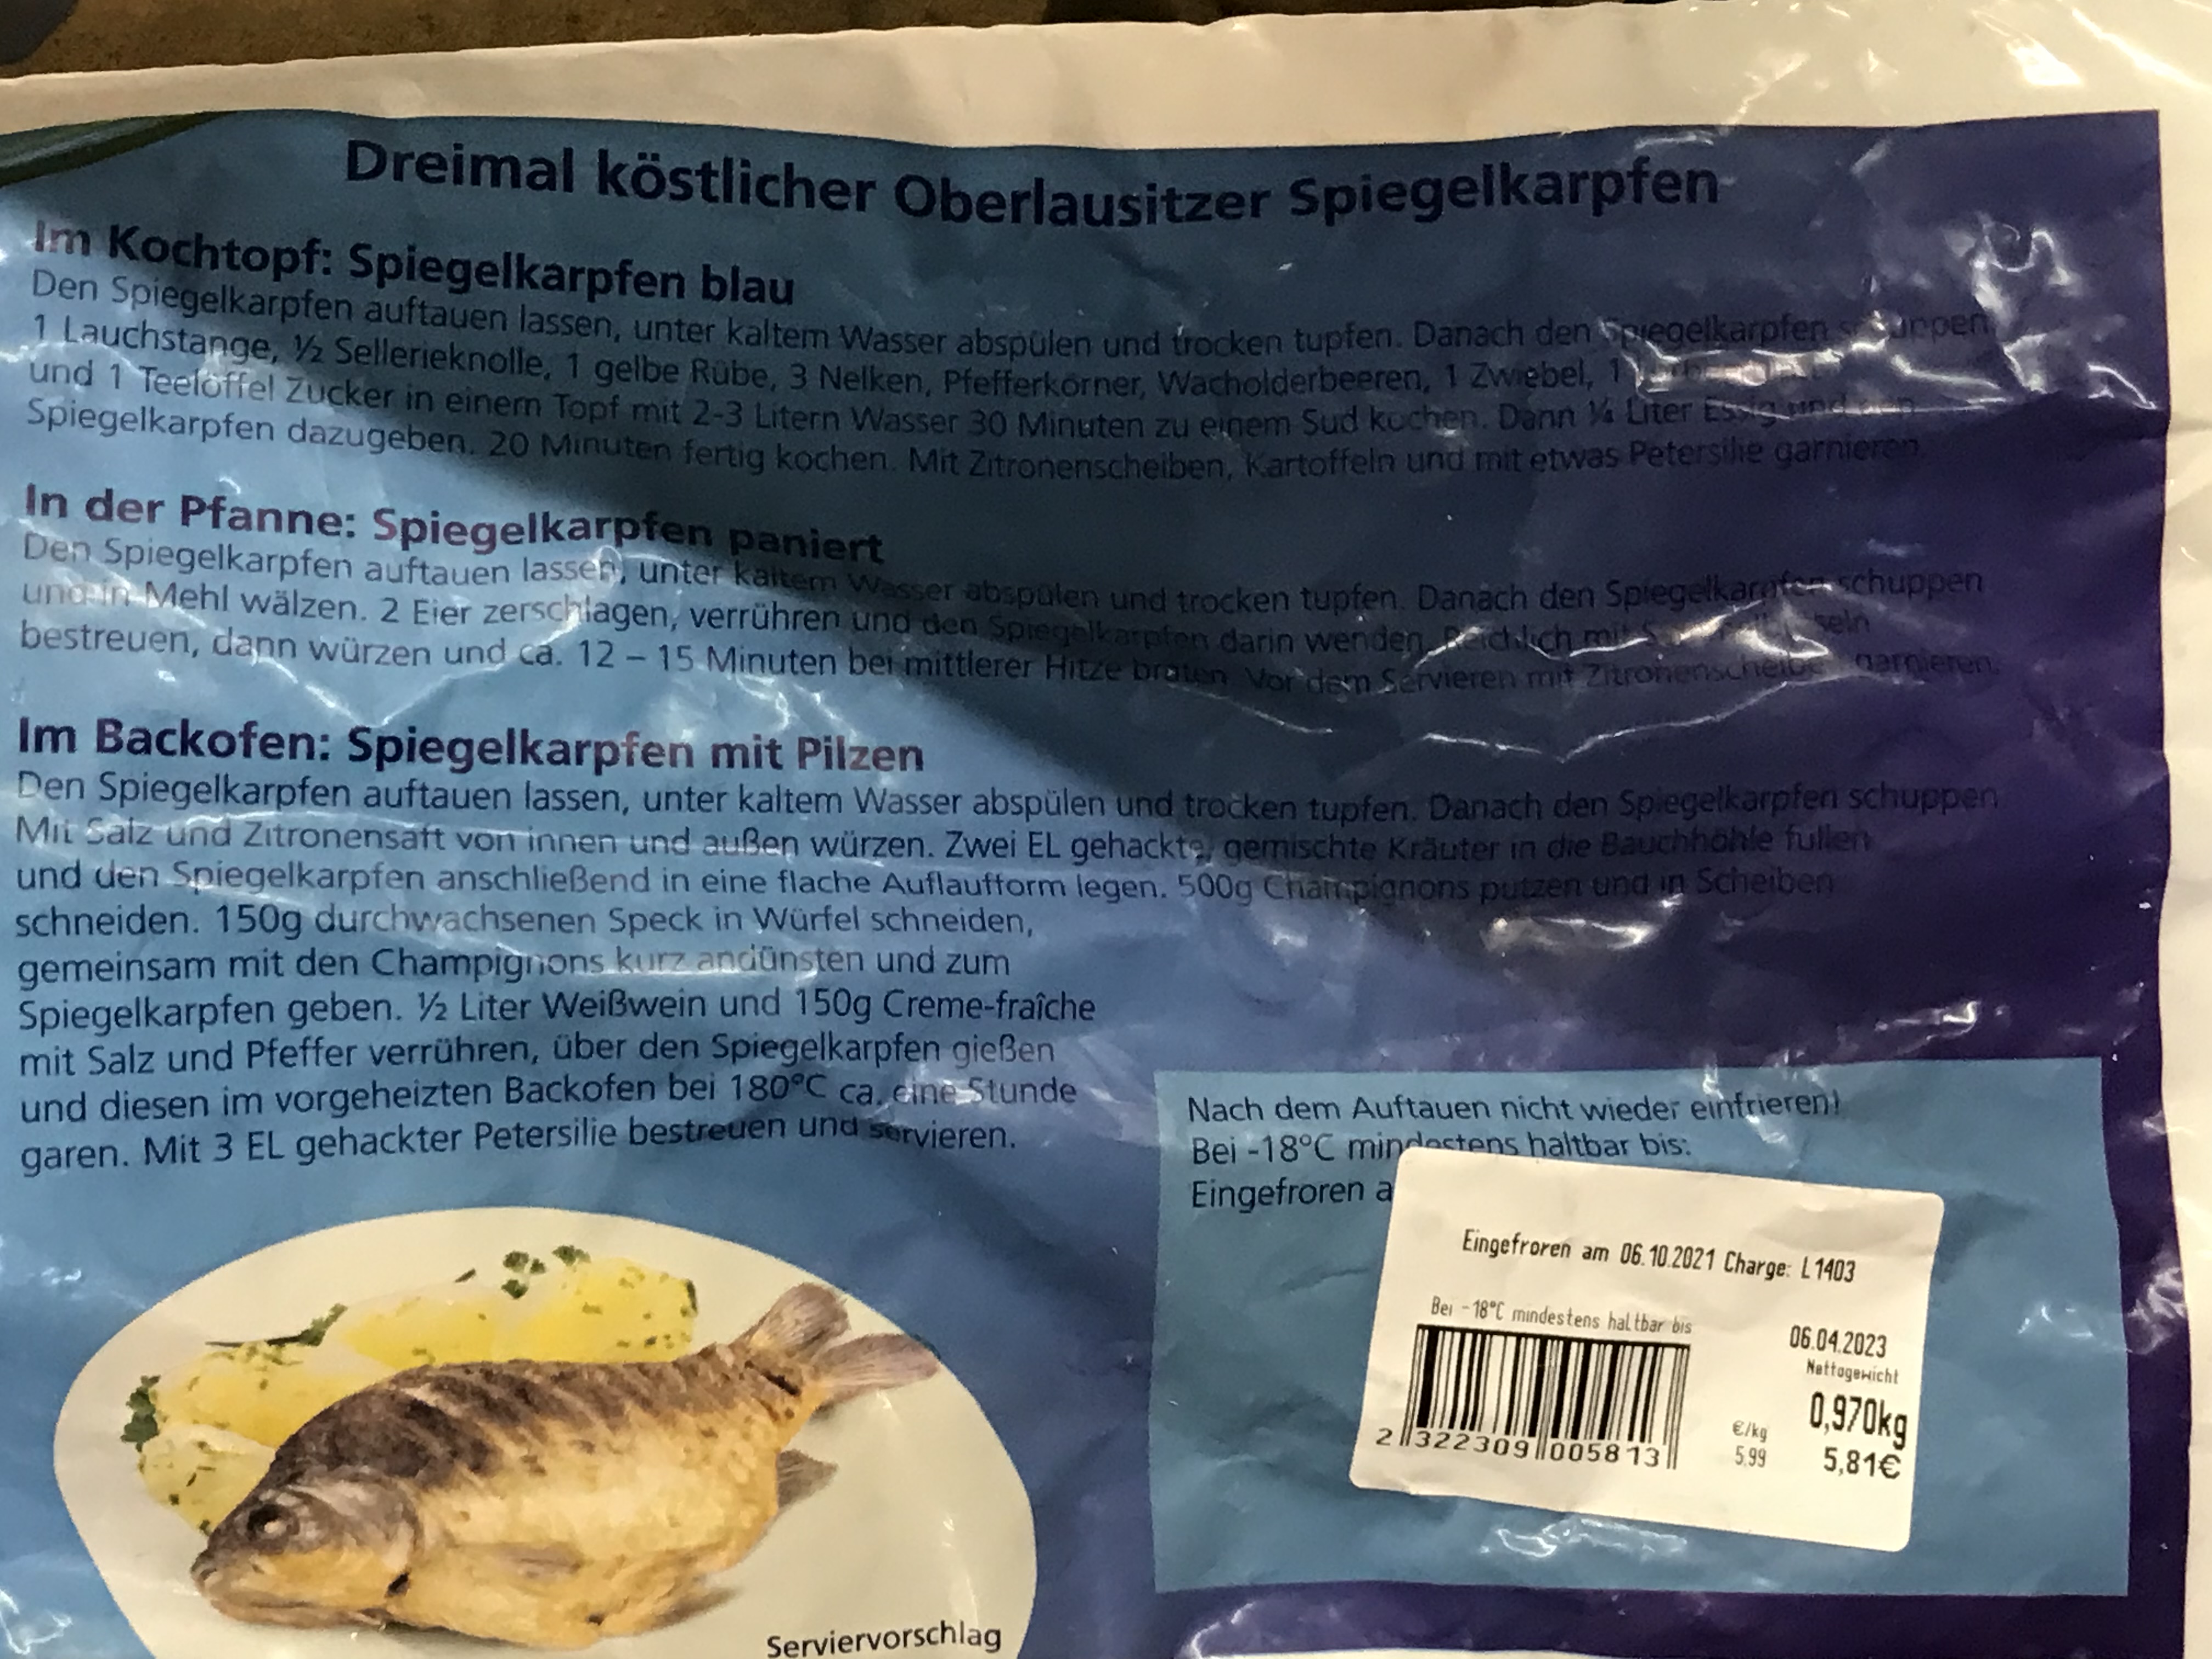 Dreimal köstlicher Oberlausitzer Spiegelkarpfen
Im Kochtopf: Spiegelkarpfen blau
Den Spiegelkarpfen auftauen lassen, unter kaltem Wasser abspülen und trocken tupfen. Danach den Spiegelkarpfen
1 Lauchstange, ½ Sellerieknolle, 1 gelbe Rübe, 3 Nelken, Pfefferkörner, Wacholderbeeren, 1 Zwiebel, 1
und 1 Teelöffel Zucker in einem Topf mit 2-3 Litern Wasser 30 Minuten zu einem Sud kochen. Dann ¼ Liter Essig und
Spiegelkarpfen dazugeben. 20 Minuten fertig kochen. Mit Zitronenscheiben, Kartoffeln und mit etwas Petersilie garnieren.
In der Pfanne: Spiegelkarpfen paniert
Den Spiegelkarpfen auftauen lassen, unter kaltem Wasser abspülen und trocken tupfen. Danach den Spiegelkarpfen schuppen
und in Mehl wälzen. 2 Eier zerschlagen, verrühren und den Spiegelkarpfen darin wenden. Reichlich mit
bestreuen, dann würzen und ca. 12 – 15 Minuten bei mittlerer Hitze braten. Vor dem Servieren mit Zitronenscheiben garnieren.
Im Backofen: Spiegelkarpfen mit Pilzen
Den Spiegelkarpfen auftauen lassen, unter kaltem Wasser abspülen und trocken tupfen. Danach den Spiegelkarpfen schuppen
Mit Salz und Zitronensaft von innen und außen würzen. Zwei EL gehackte, gemischte Kräuter in die Bauchhöhle füllen
und den Spiegelkarpfen anschließend in eine flache Auflaufform legen. 500g Champignons putzen und in Scheiben
schneiden. 150g durchwachsenen Speck in Würfel schneiden,
gemeinsam mit den Champignons kurz andünsten und zum
Spiegelkarpfen geben. ½ Liter Weißwein und 150g Creme-fraîche
mit Salz und Pfeffer verrühren, über den Spiegelkarpfen gießen
und diesen im vorgeheizten Backofen bei 180°C ca. eine Stunde
garen. Mit 3 EL gehackter Petersilie bestreuen und servieren.
Nach dem Auftauen nicht wieder einfrieren!
Bei -18°C mindestens haltbar bis:
Eingefroren a
Eingefroren am 06.10.2021 Charge: L1403
Bei -18°C mindestens haltbar bis
06.04.2023
Nettogewicht
0,970kg
€/kg
5,99
5,81€
2 322309 005813
Serviervorschlag